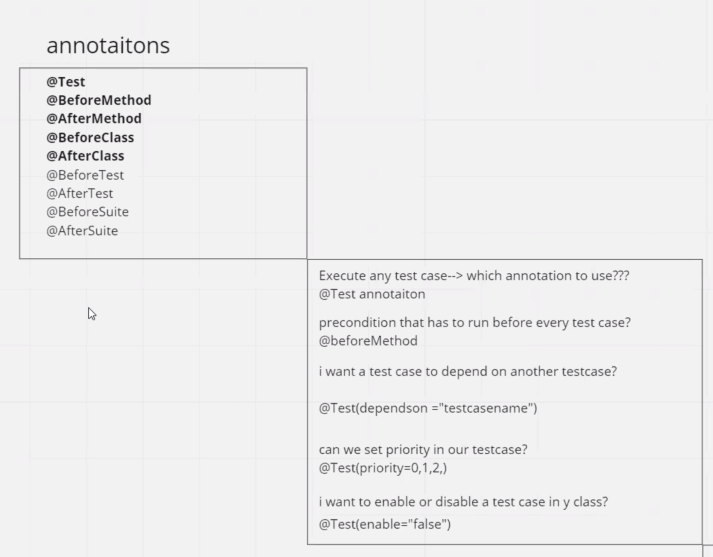 annotaitons
@Test
@BeforeMethod
@AfterMethod
@BeforeClass
@AfterClass
@BeforeTest
@AfterTest
@BeforeSuite
@AfterSuite
Execute any test case--> which annotation to use???
@Test annotaiton
precondition that has to run before every test case?
@beforeMethod
i want a test case to depend on another testcase?
@Test(dependson ="testcasename")
can we set priority in our testcase?
@Test(priority=0,1,2,)
i want to enable or disable a test case in y class?
@Test(enable="false")